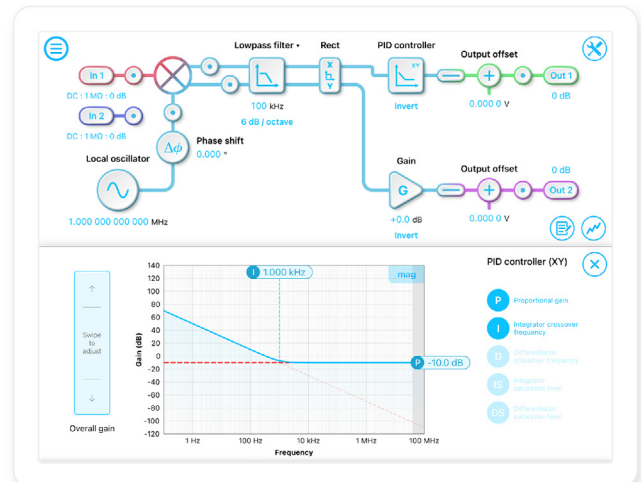 Lowpass filter ▾
Rect
PID controller
Output offset
In 1
DC : 1 MΩ : 0 dB
In 2
DC : 1 MΩ : 0 dB
X
Y
XY
Invert
0.000 0 V
Out 1
0 dB
100 kHz
6 dB / octave
Δϕ
Phase shift
0.000 °
Local oscillator
1.000 000 000 000 MHz
Gain
G
+0.0 dB
Invert
Output offset
0.000 0 V
0 dB
Out 2
Swipe
to
adjust
Overall gain
Gain (dB)
140
120
100
80
60
40
20
0
-20
-40
-60
-80
-100
-120
I 1.000 kHz
mag
P -10.0 dB
1 Hz
100 Hz
10 kHz
1 MHz
100 MHz
Frequency
PID controller (XY)
P Proportional gain
I Integrator crossover
frequency
D Differentiator
crossover frequency
IS Integrator
saturation level
DS Differentiator
saturation level